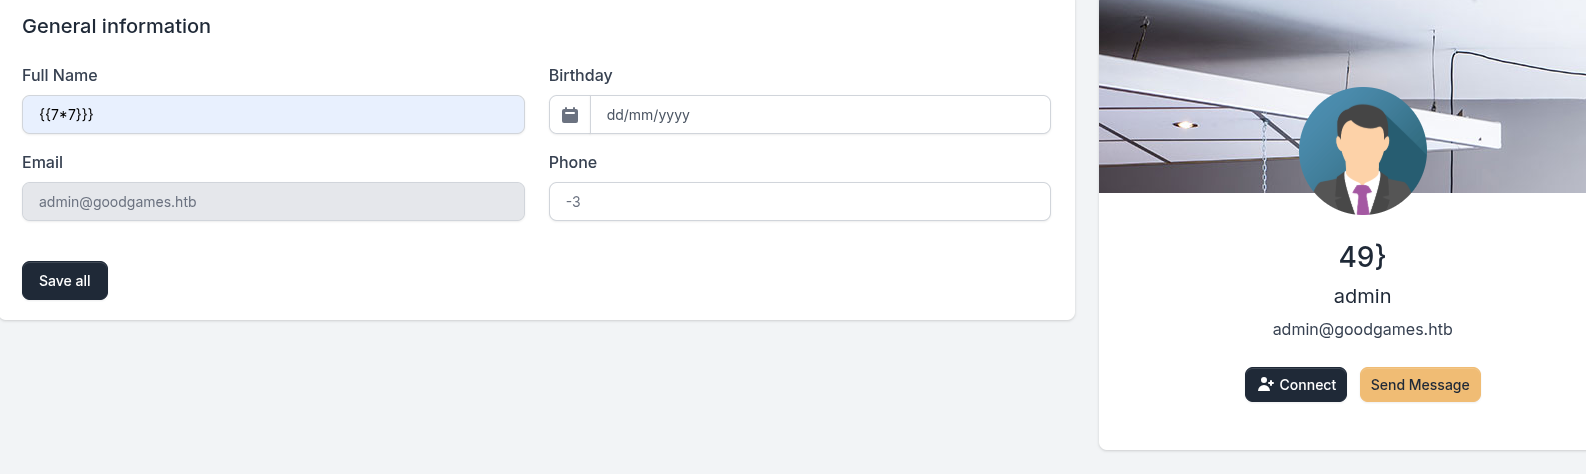 General information
Full Name
Birthday
{{7*7}}}
dd/mm/yyyy
Email
Phone
admin@goodgames.htb
-3
Save all
49}
admin
admin@goodgames.htb
Connect
Send Message